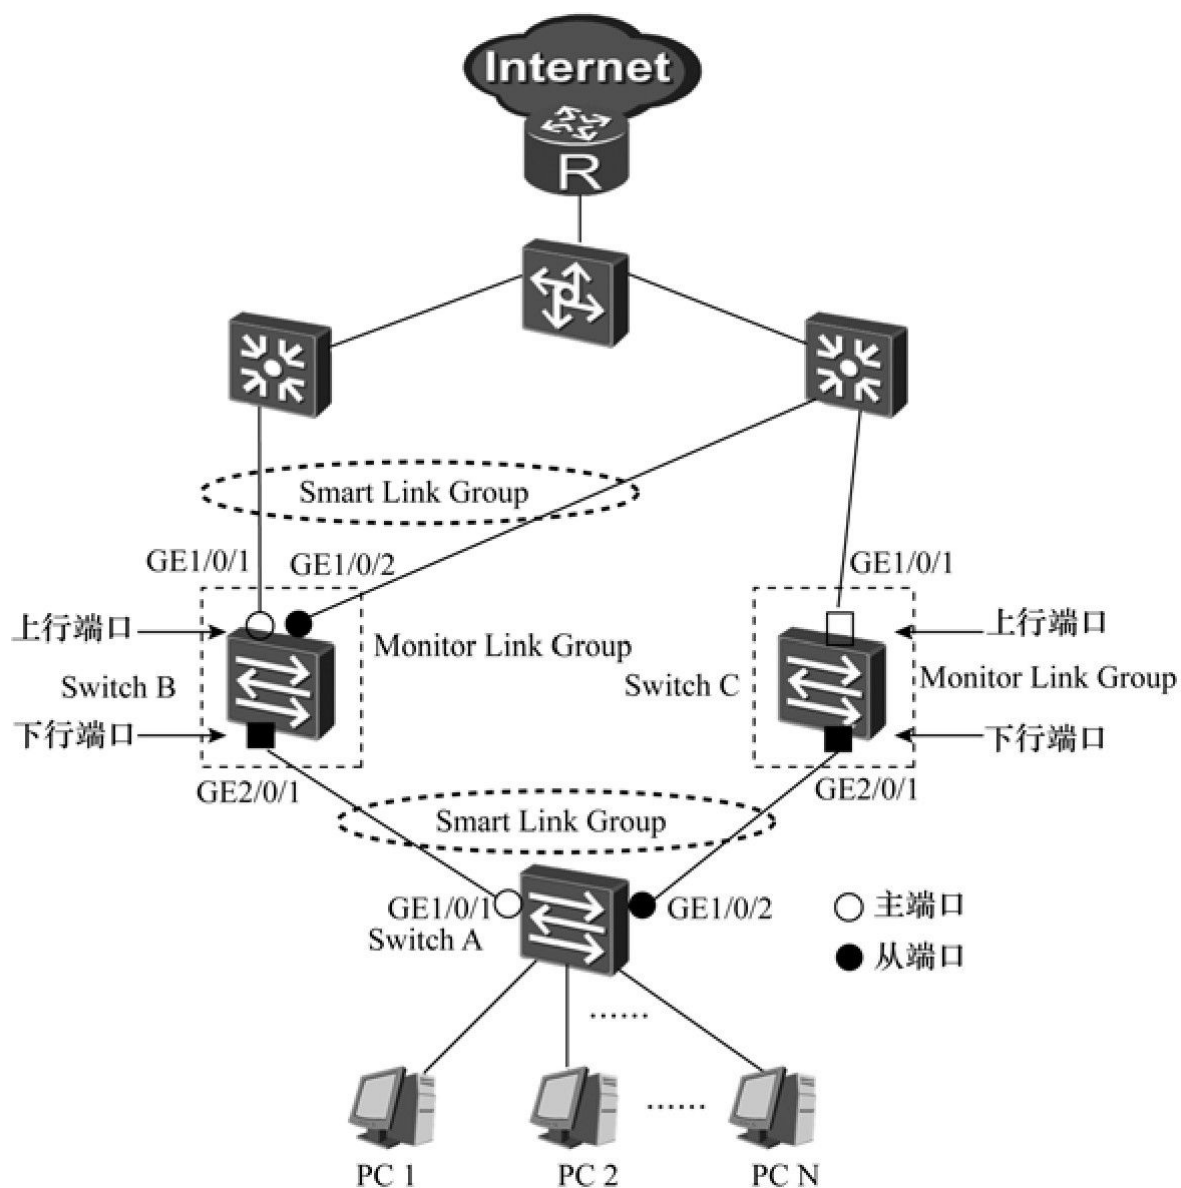 Internet
R
Smart Link Group
GE1/0/1
GE1/0/2
GE1/0/1
上行端口
Monitor Link Group
上行端口
Switch B
Switch C
Monitor Link Group
下行端口
下行端口
GE2/0/1
GE2/0/1
Smart Link Group
GE1/0/1
GE1/0/2
主端口
Switch A
从端口
......
......
PC 1
PC 2
PC N